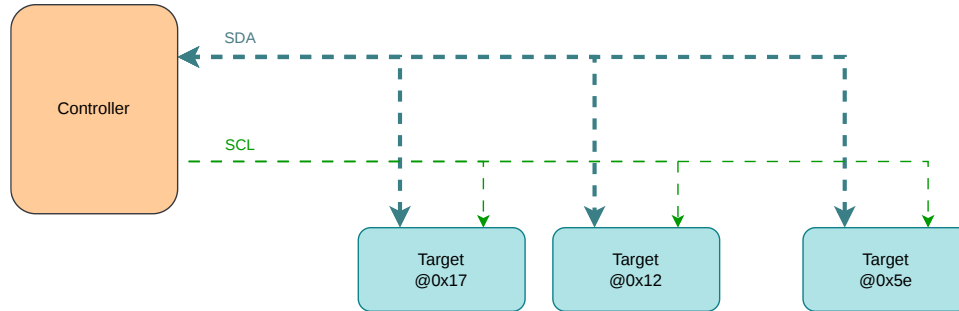 SDA
Controller
SCL
Target
@0x17
Target
@0x12
Target
@0x5e